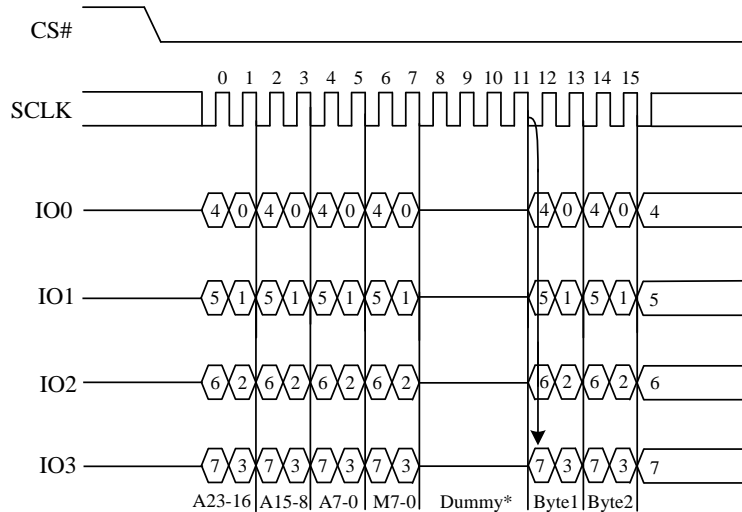 CS#
0 1 2 3 4 5 6 7 8 9 10 11 12 13 14 15
SCLK
IO0 4 0 4 0 4 0 4 0 4 0 4 0 4
IO1 5 1 5 1 5 1 5 1 5 1 5 1 5
IO2 6 2 6 2 6 2 6 2 6 2 6 2 6
IO3 7 3 7 3 7 3 7 3 7 3 7 3 7
A23-16 A15-8 A7-0 M7-0 Dummy* Byte1 Byte2